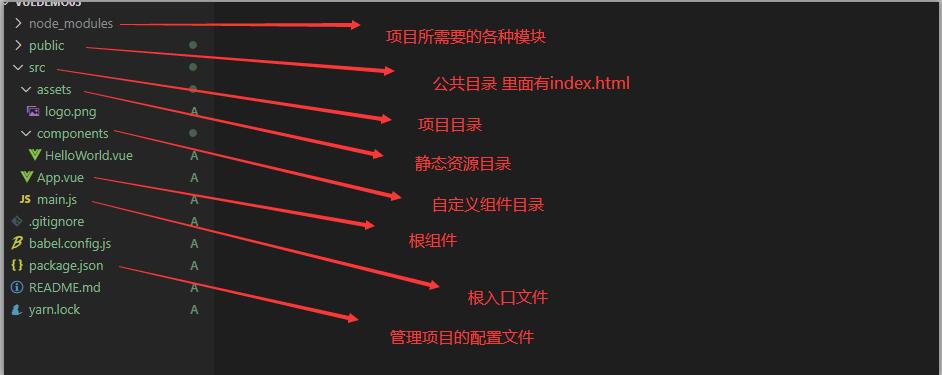 VUEDEMO05
node_modules
项目所需要的各种模块
public
公共目录 里面有index.html
src
项目目录
assets
静态资源目录
logo.png A
components
自定义组件目录
HelloWorld.vue A
App.vue A
根组件
JS main.js A
根入口文件
.gitignore A
babel.config.js A
{} package.json A
管理项目的配置文件
README.md A
yarn.lock A